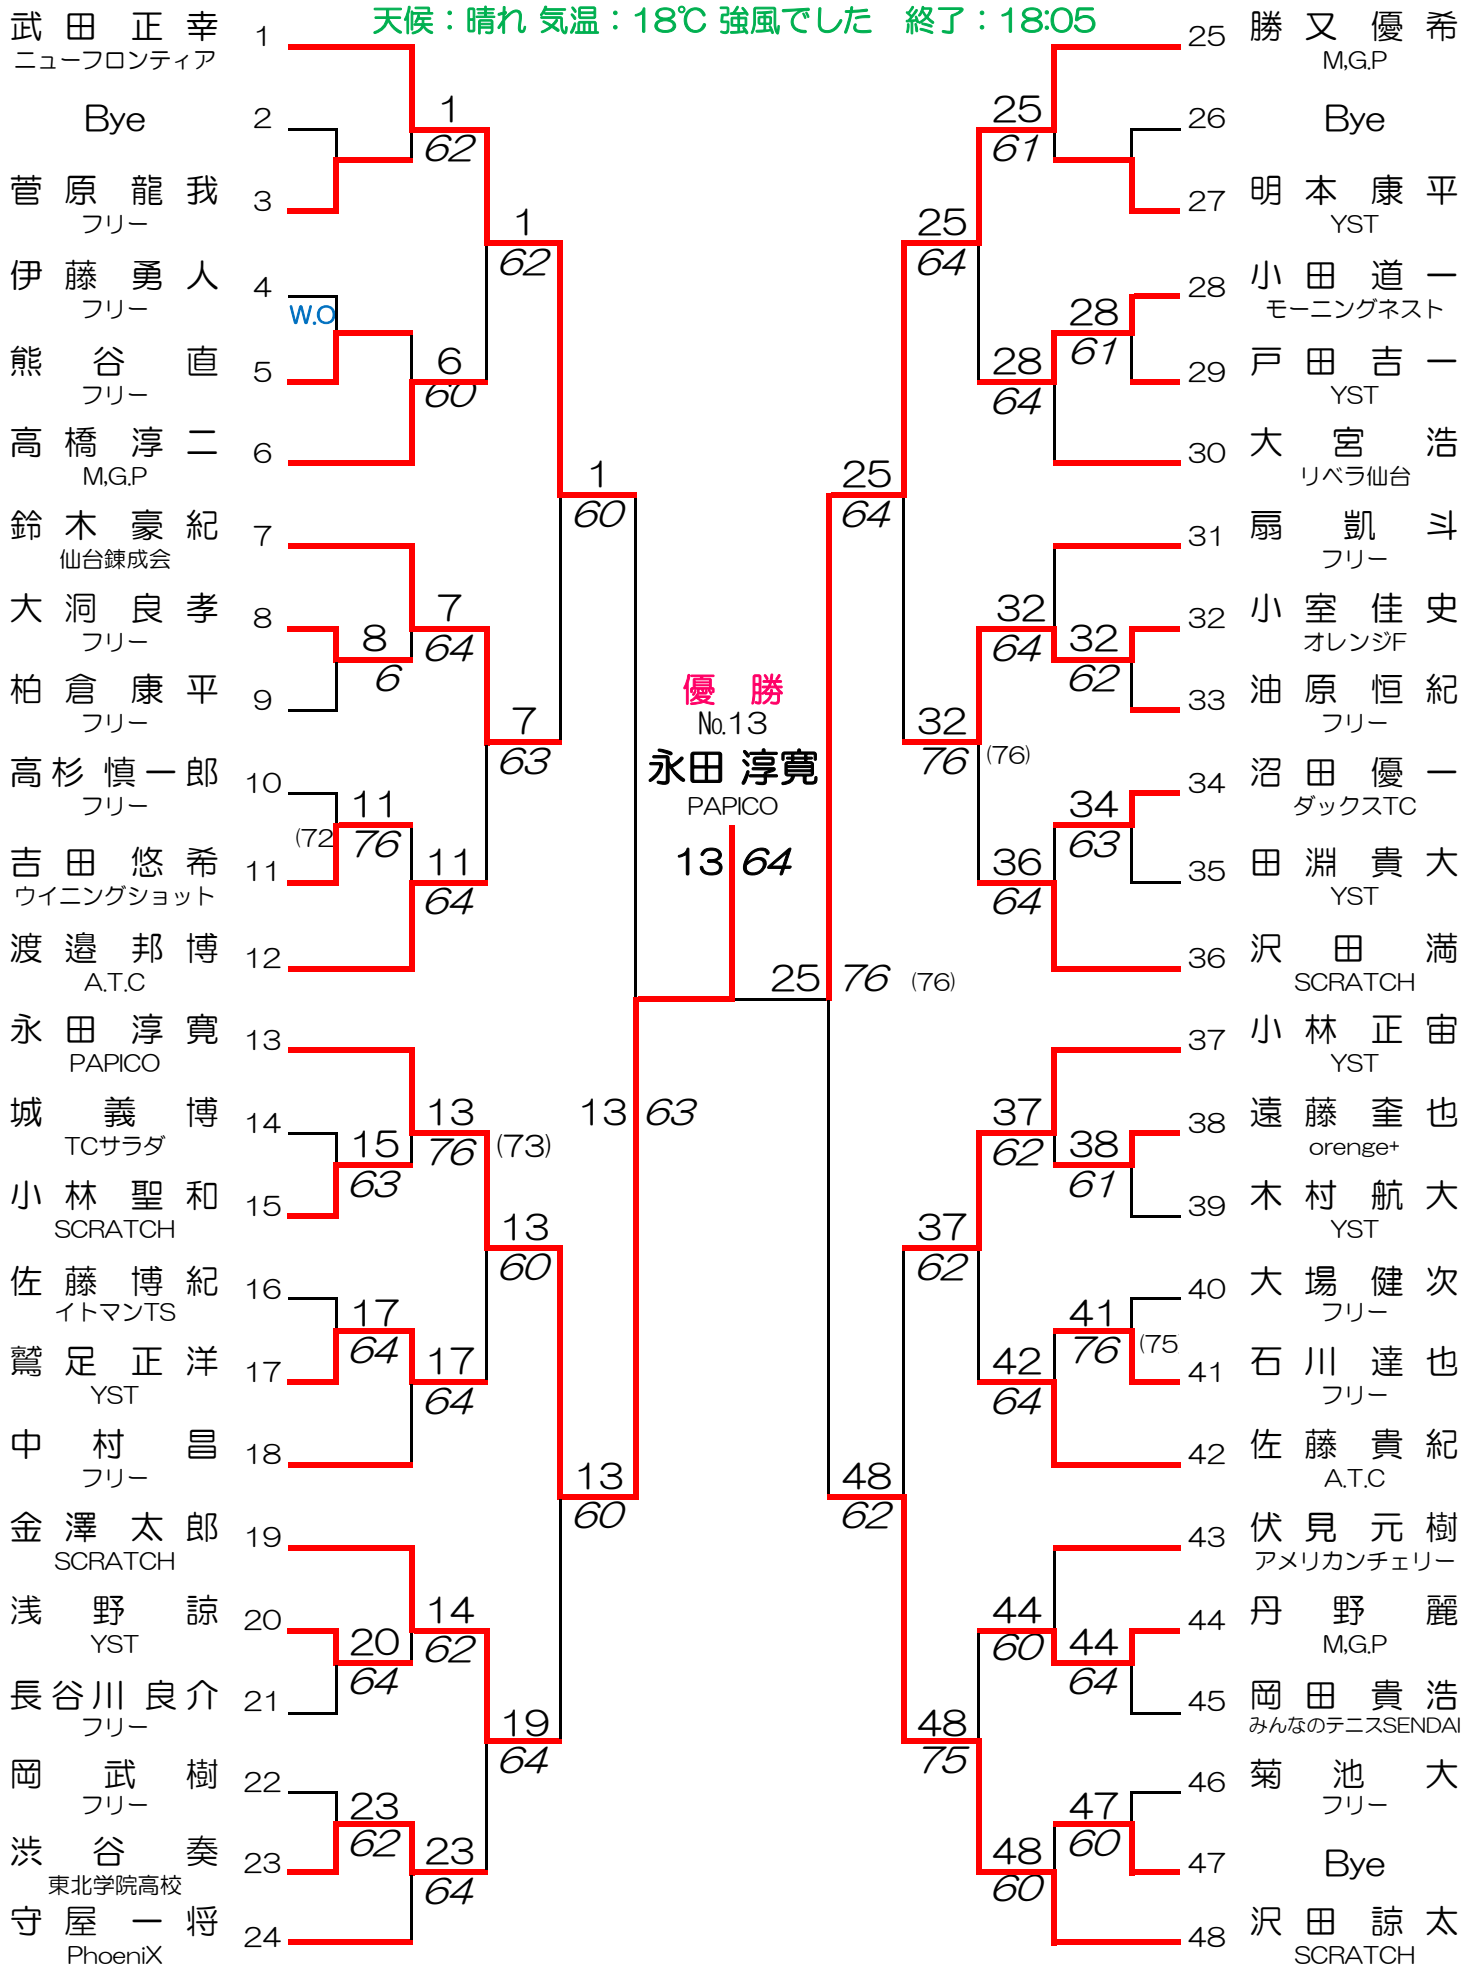 天候：晴れ 気温：18℃ 強風でした　終了：18:05
武田正幸 1
ニューフロンティア
Bye 2
菅原龍我 3
フリー
伊藤勇人 4
フリー
W.O
熊谷直 5
フリー
高橋淳二 6
M,G.P
鈴木豪紀 7
仙台錬成会
大洞良孝 8
フリー
柏倉康平 9
フリー
高杉慎一郎 10
フリー
吉田悠希 11
ウイニングショット
渡邉邦博 12
A.T.C
永田淳寛 13
PAPICO
城義博 14
TCサラダ
小林聖和 15
SCRATCH
佐藤博紀 16
イトマンTS
鷲足正洋 17
YST
中村昌 18
フリー
金澤太郎 19
SCRATCH
浅野諒 20
YST
長谷川良介 21
フリー
岡武樹 22
フリー
渋谷奏 23
東北学院高校
守屋一将 24
PhoeniX
8
6
11
(72 76
15
63
17
64
20
64
23
62
1
62
6
60
7
64
11
64
13
76 (73)
17
64
14
62
23
64
1
62
7
63
13
60
19
64
1
60
13
60
13 63
優勝
№13
永田 淳寛
PAPICO
13 64
25 76 (76)
25
64
48
62
25
64
32
76 (76)
37
62
48
75
25
61
28
64
32
64
36
64
37
62
42
64
44
60
48
60
28
61
32
62
34
63
38
61
41
76 (75
44
64
47
60
25 勝又優希
M,G.P
26 Bye
27 明本康平
YST
28 小田道一
モーニングネスト
29 戸田吉一
YST
30 大宮浩
リベラ仙台
31 扇凱斗
フリー
32 小室佳史
オレンジF
33 油原恒紀
フリー
34 沼田優一
ダックスTC
35 田淵貴大
YST
36 沢田満
SCRATCH
37 小林正宙
YST
38 遠藤奎也
orenge+
39 木村航大
YST
40 大場健次
フリー
41 石川達也
フリー
42 佐藤貴紀
A.T.C
43 伏見元樹
アメリカンチェリー
44 丹野麗
M,G.P
45 岡田貴浩
みんなのテニスSENDAI
46 菊池大
フリー
47 Bye
48 沢田諒太
SCRATCH